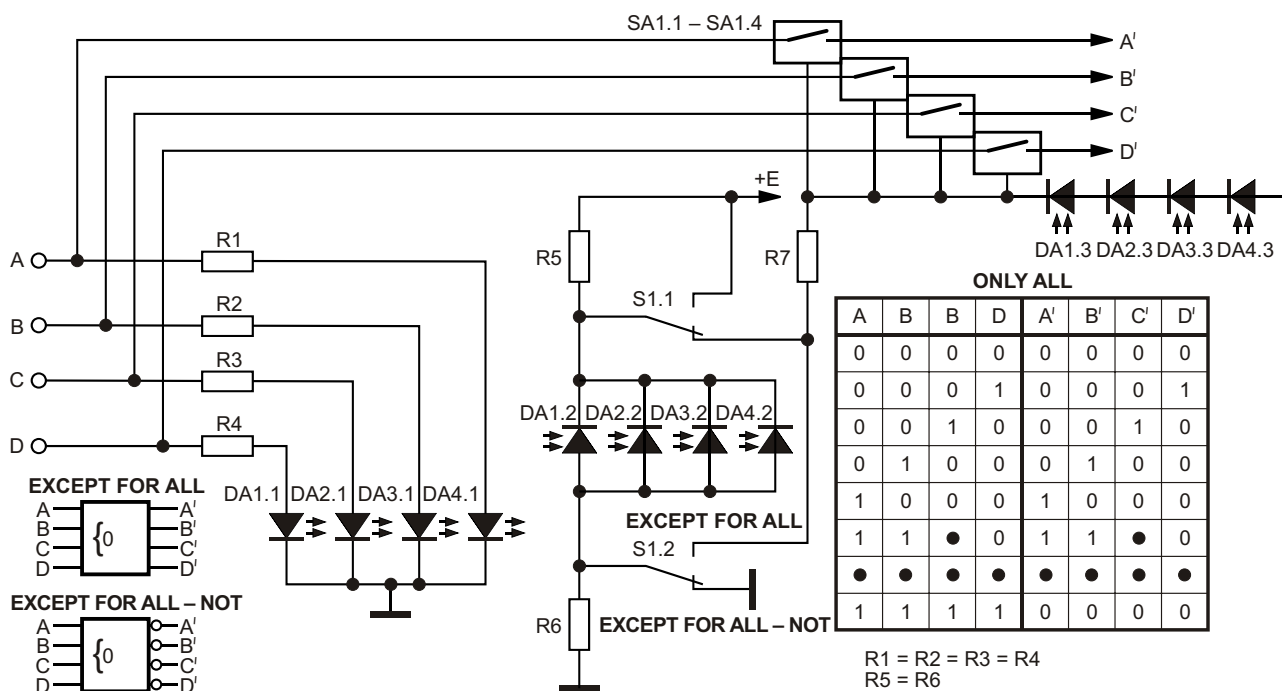 SA1.1 – SA1.4
A'
B'
C'
D'
+E
DA1.3 DA2.3 DA3.3 DA4.3
A
R1
R5
R7
S1.1
B
R2
C
R3
D
R4
DA1.2 DA2.2 DA3.2 DA4.2
ONLY ALL
A B B D A' B' C' D'
0 0 0 0 0 0 0 0
0 0 0 1 0 0 0 1
0 0 1 0 0 0 1 0
0 1 0 0 0 1 0 0
1 0 0 0 1 0 0 0
1 1 ● 0 1 1 ● 0
● ● ● ● ● ● ● ●
1 1 1 1 0 0 0 0
R1 = R2 = R3 = R4
R5 = R6
DA1.1 DA2.1 DA3.1 DA4.1
EXCEPT FOR ALL
S1.2
R6
EXCEPT FOR ALL – NOT
EXCEPT FOR ALL
A A'
B B'
{0
C C'
D D'
EXCEPT FOR ALL – NOT
A A'
B B'
{0
C C'
D D'